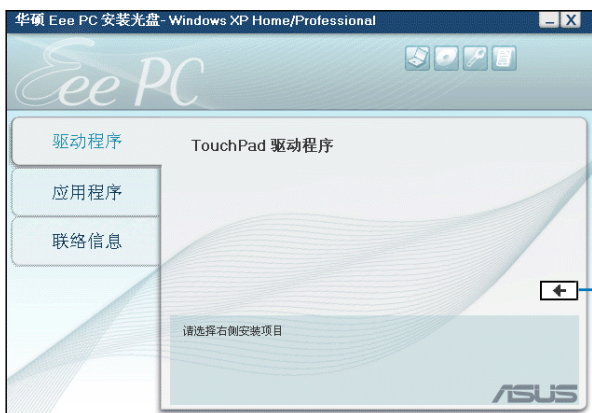 华硕 Eee PC 安装光盘- Windows XP Home/Professional
Eee PC
驱动程序
TouchPad 驱动程序
应用程序
联络信息
请选择右侧安装项目
ASUS